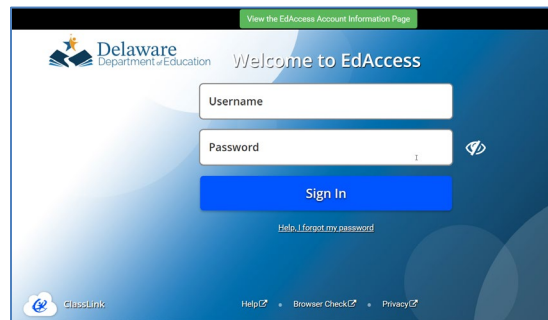 View the EdAccess Account Information Page
Delaware
Department of Education
Welcome to EdAccess
Username
Password
Sign In
Help, I forgot my password
ClassLink
Help
Browser Check
Privacy